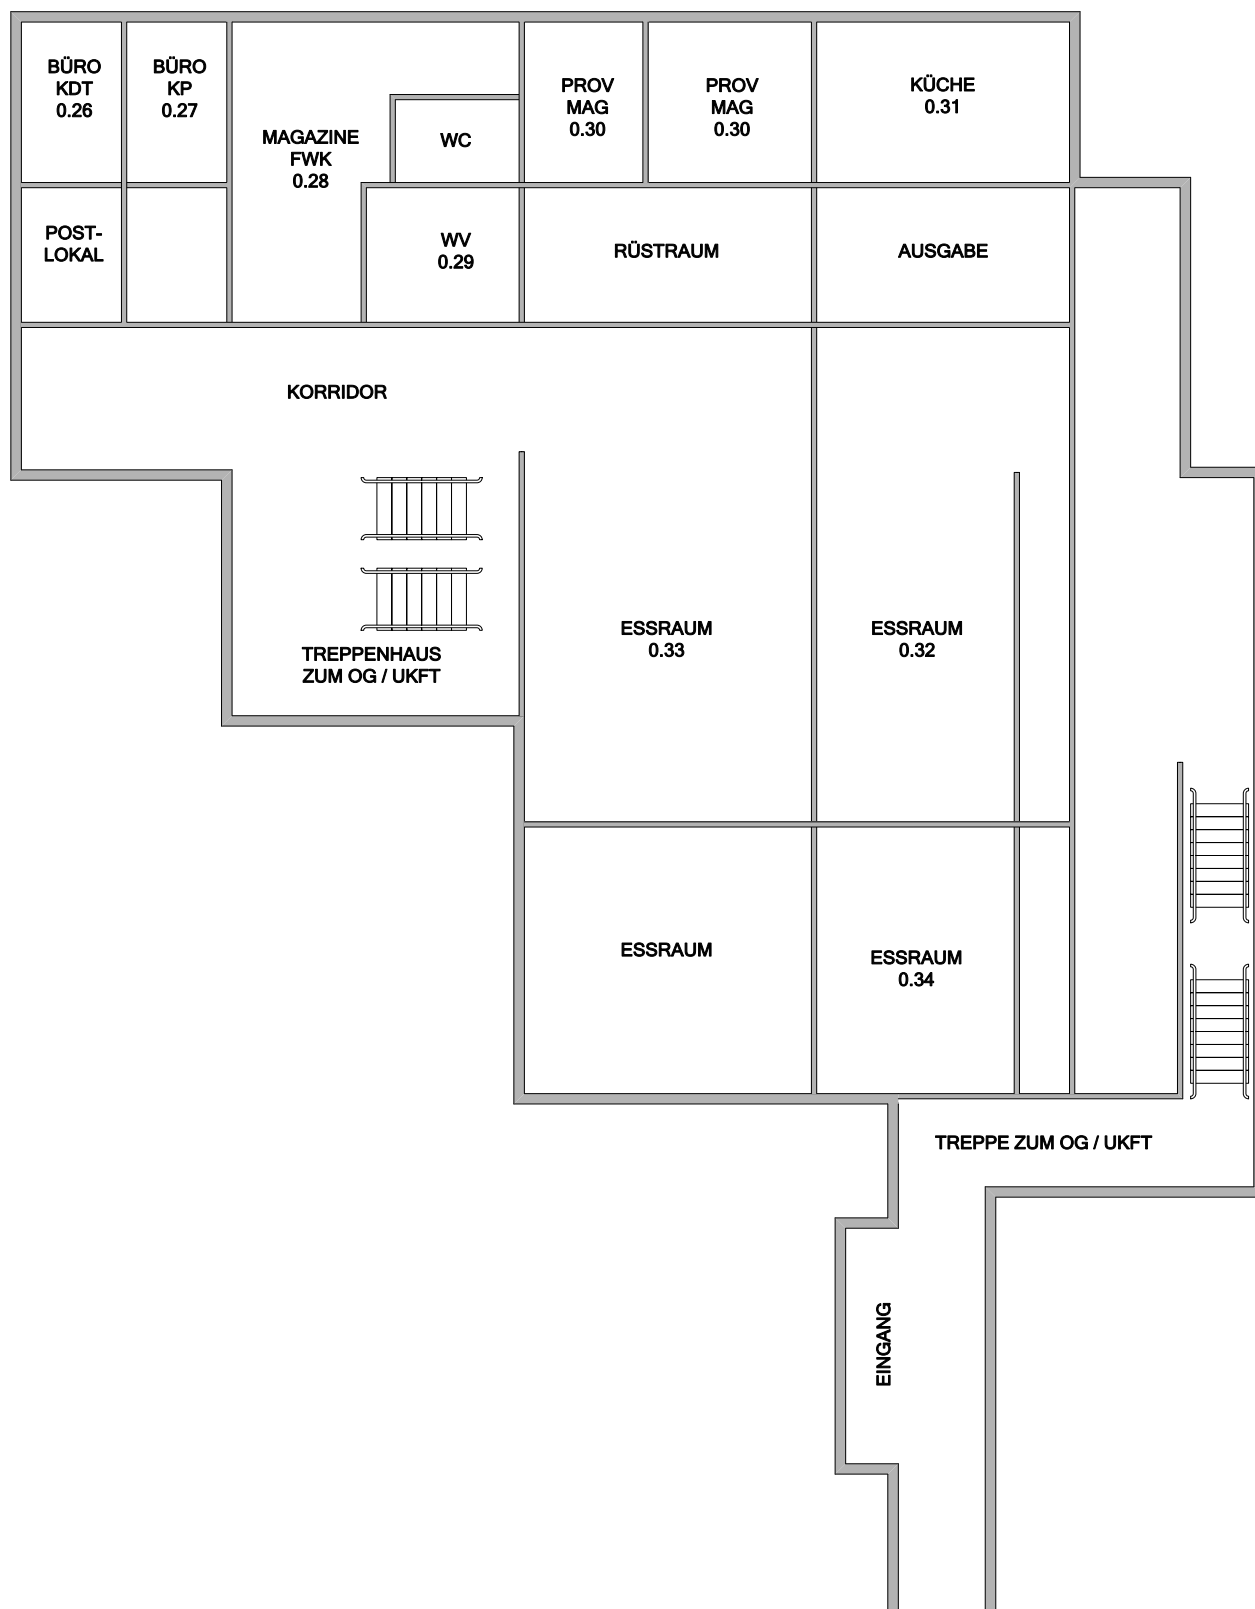 BÜRO
KDT
0.26
BÜRO
KP
0.27
MAGAZINE
FWK
0.28
WC
PROV
MAG
0.30
PROV
MAG
0.30
KÜCHE
0.31
POST-
LOKAL
WV
0.29
RÜSTRAUM
AUSGABE
KORRIDOR
TREPPENHAUS
ZUM OG / UKFT
ESSRAUM
0.33
ESSRAUM
0.32
ESSRAUM
ESSRAUM
0.34
TREPPE ZUM OG / UKFT
EINGANG